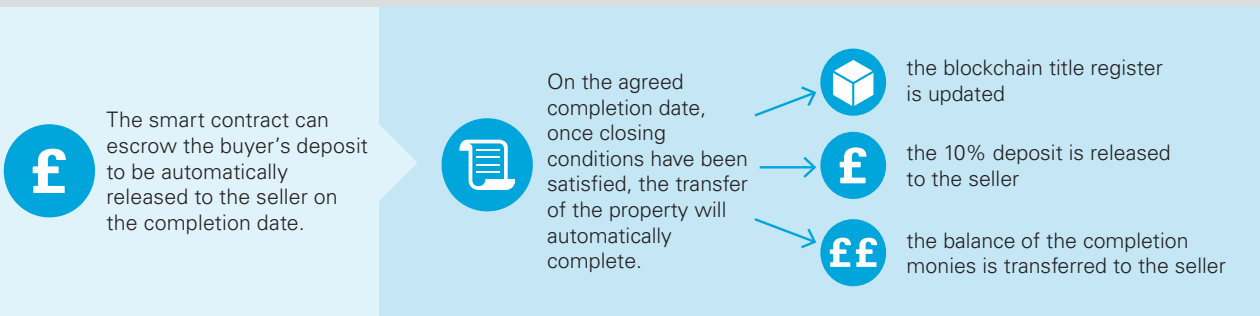 £
The smart contract can
escrow the buyer's deposit
to be automatically
released to the seller on
the completion date.
On the agreed
completion date,
once closing
conditions have been
satisfied, the transfer
of the property will
automatically
complete.
the blockchain title register
is updated
£
the 10% deposit is released
to the seller
££
the balance of the completion
monies is transferred to the seller